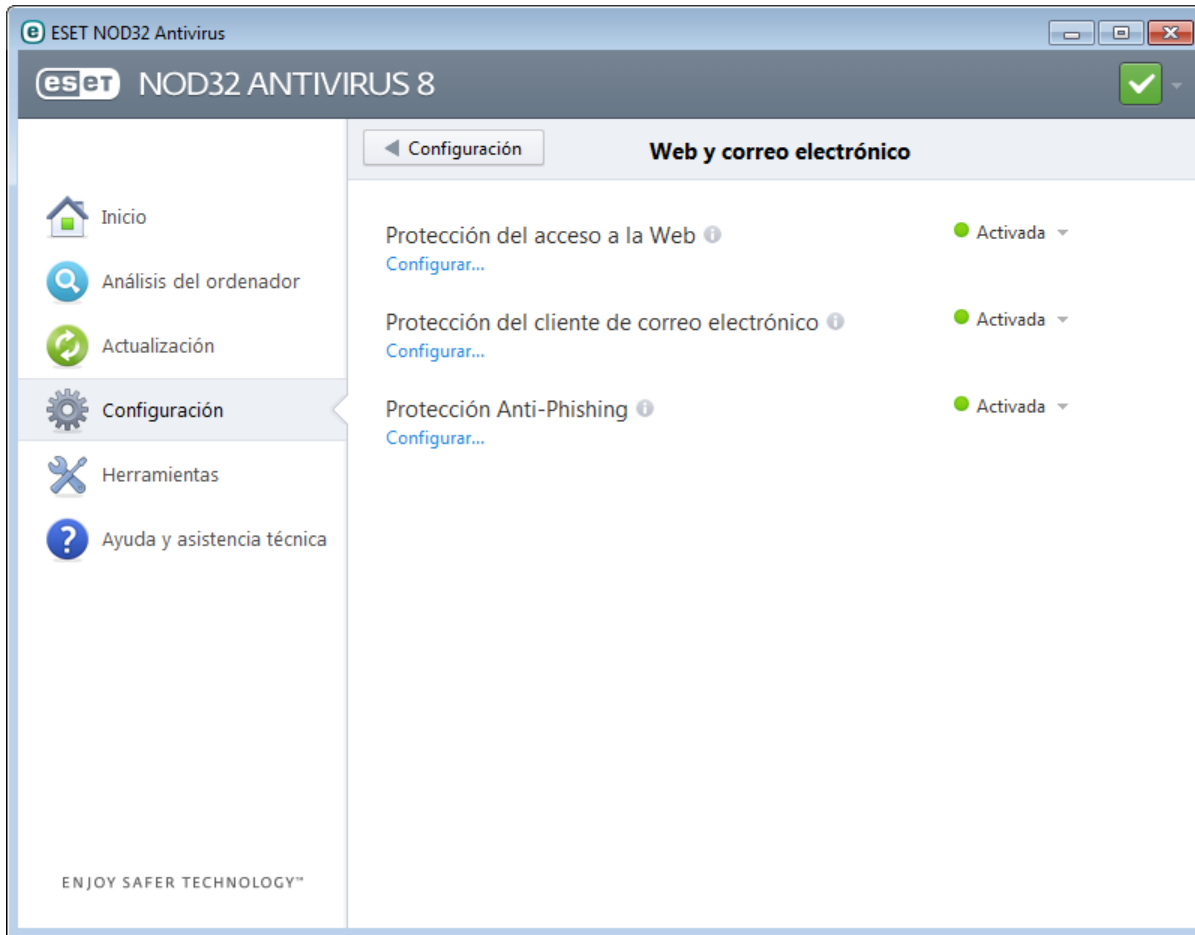 ESET NOD32 Antivirus
eset NOD32 ANTIVIRUS 8
Configuración
Web y correo electrónico
Inicio
Análisis del ordenador
Actualización
Configuración
Herramientas
Ayuda y asistencia técnica
Protección del acceso a la Web
Activada
Configurar...
Protección del cliente de correo electrónico
Activada
Configurar...
Protección Anti-Phishing
Activada
Configurar...
ENJOY SAFER TECHNOLOGY™